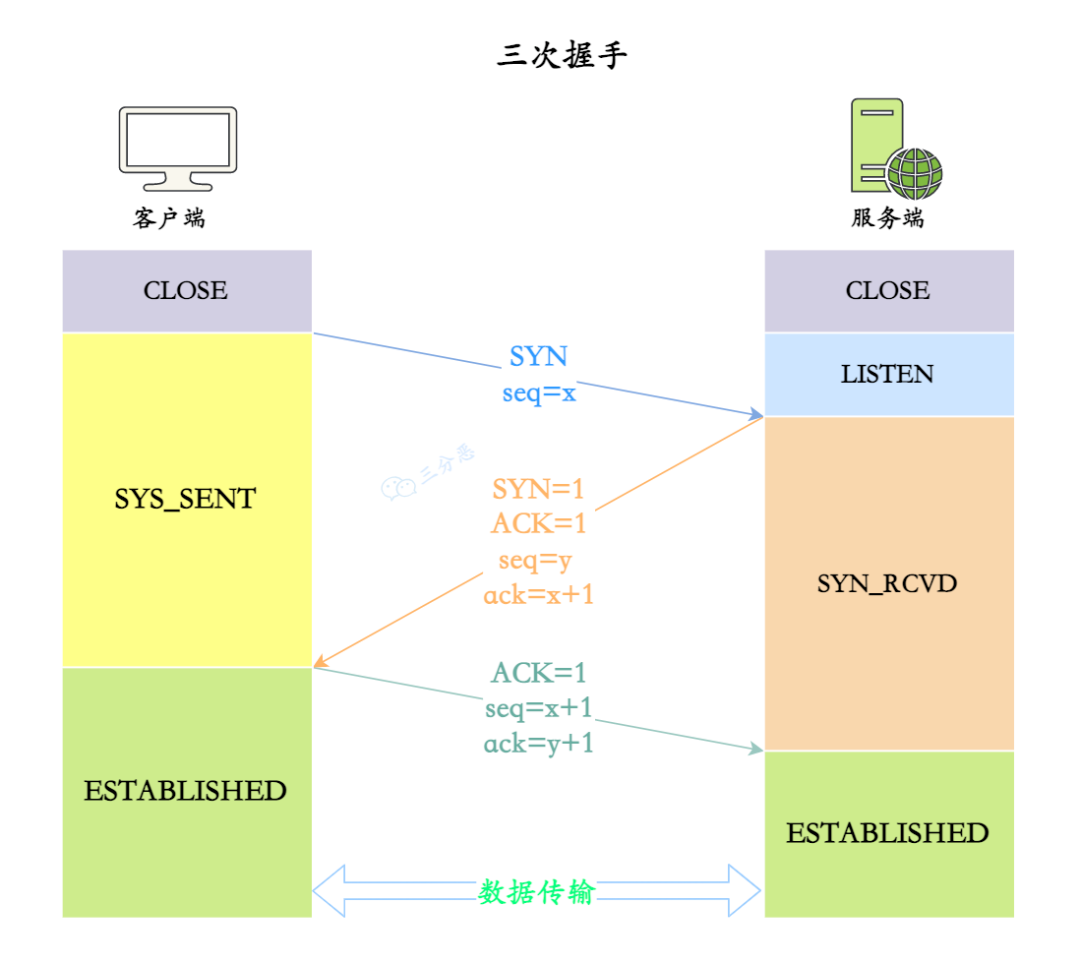 三次握手
客户端
服务端
CLOSE
CLOSE
SYN
seq=x
LISTEN
三分恶
SYS_SENT
SYN=1
ACK=1
seq=y
ack=x+1
SYN_RCVD
ACK=1
seq=x+1
ack=y+1
ESTABLISHED
ESTABLISHED
数据传输